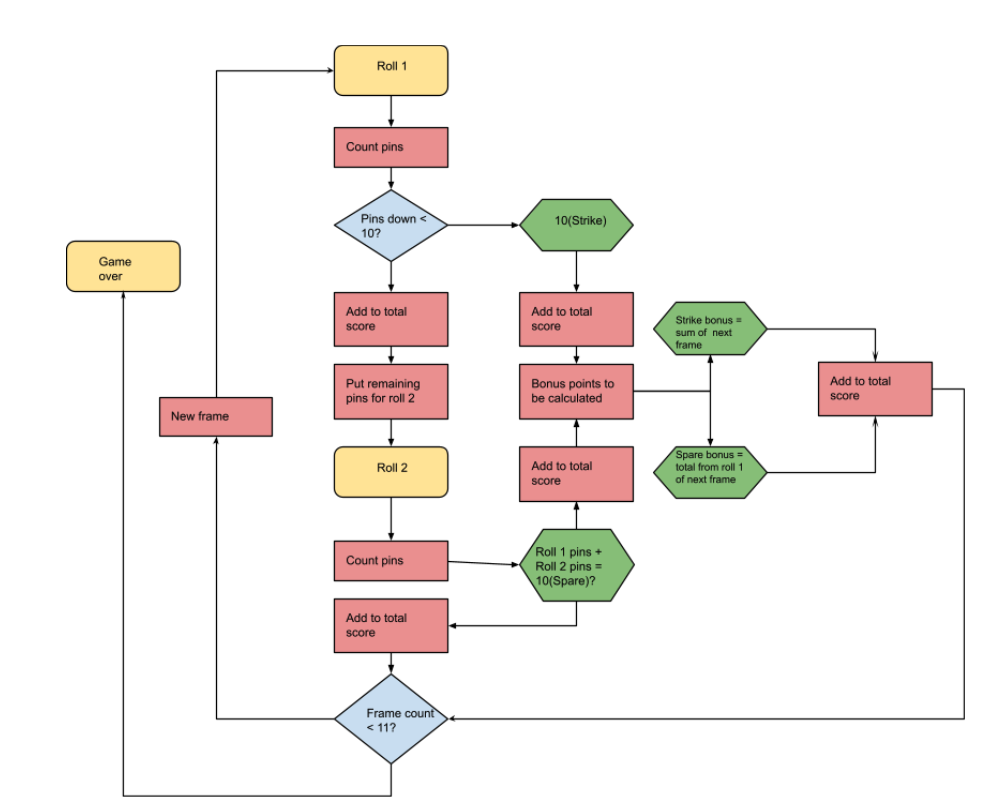 Roll 1
Count pins
Pins down <
10?
10(Strike)
Game
over
Add to total
score
Add to total
score
Strike bonus =
sum of next
frame
Put remaining
pins for roll 2
Bonus points to
be calculated
Add to total
score
New frame
Roll 2
Add to total
score
Spare bonus =
total from roll 1
of next frame
Count pins
Roll 1 pins +
Roll 2 pins =
10(Spare)?
Add to total
score
Frame count
< 11?